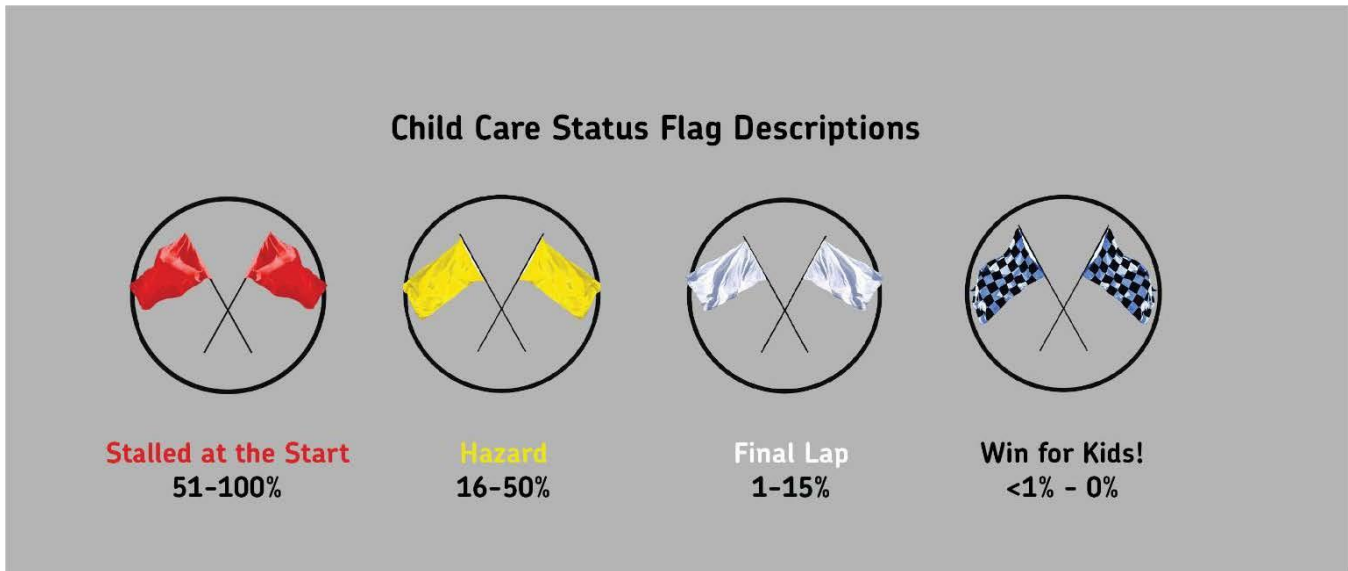 Child Care Status Flag Descriptions
Stalled at the Start
51-100%
Hazard
16-50%
Final Lap
1-15%
Win for Kids!
<1% - 0%